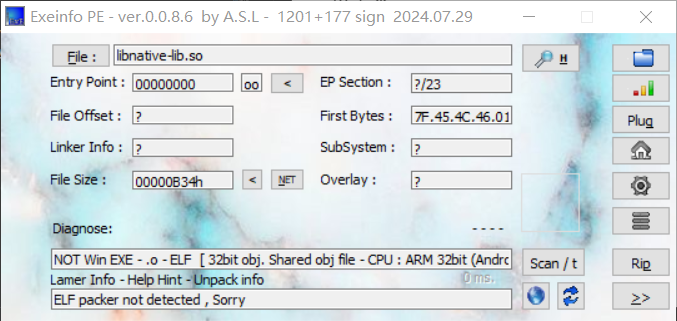 Exeinfo PE - ver.0.0.8.6 by A.S.L - 1201+177 sign 2024.07.29
File : libnative-lib.so H
Entry Point : 00000000 oo < EP Section : ?/23
File Offset : ? First Bytes : 7F.45.4C.46.01 Plug
Linker Info : ? SubSystem : ?
File Size : 00000B34h < NET Overlay : ?
Diagnose: - - - -
NOT Win EXE - .o - ELF [ 32bit obj. Shared obj file - CPU : ARM 32bit (Andro Scan / t Rip
Lamer Info - Help Hint - Unpack info 0 ms.
ELF packer not detected , Sorry >>